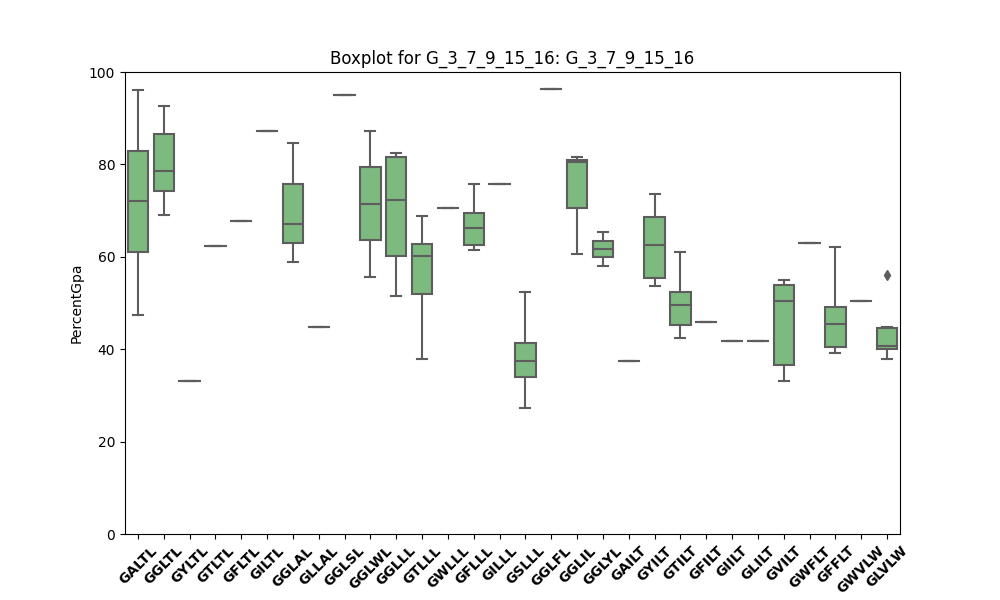 Boxplot for G_3_7_9_15_16: G_3_7_9_15_16
PercentGpa
100
80
60
40
20
0
GALTL
GGLTL
GYLTL
GTLTL
GFLTL
GILTL
GGLAL
GLLAL
GGLSL
GGLWL
GGLLL
GTLLL
GWLLL
GFLLL
GILLL
GSLLL
GGLFL
GGLIL
GGLYL
GAILT
GYILT
GTILT
GFILT
GIILT
GLILT
GVILT
GWFLT
GFFLT
GWVLW
GLVLW